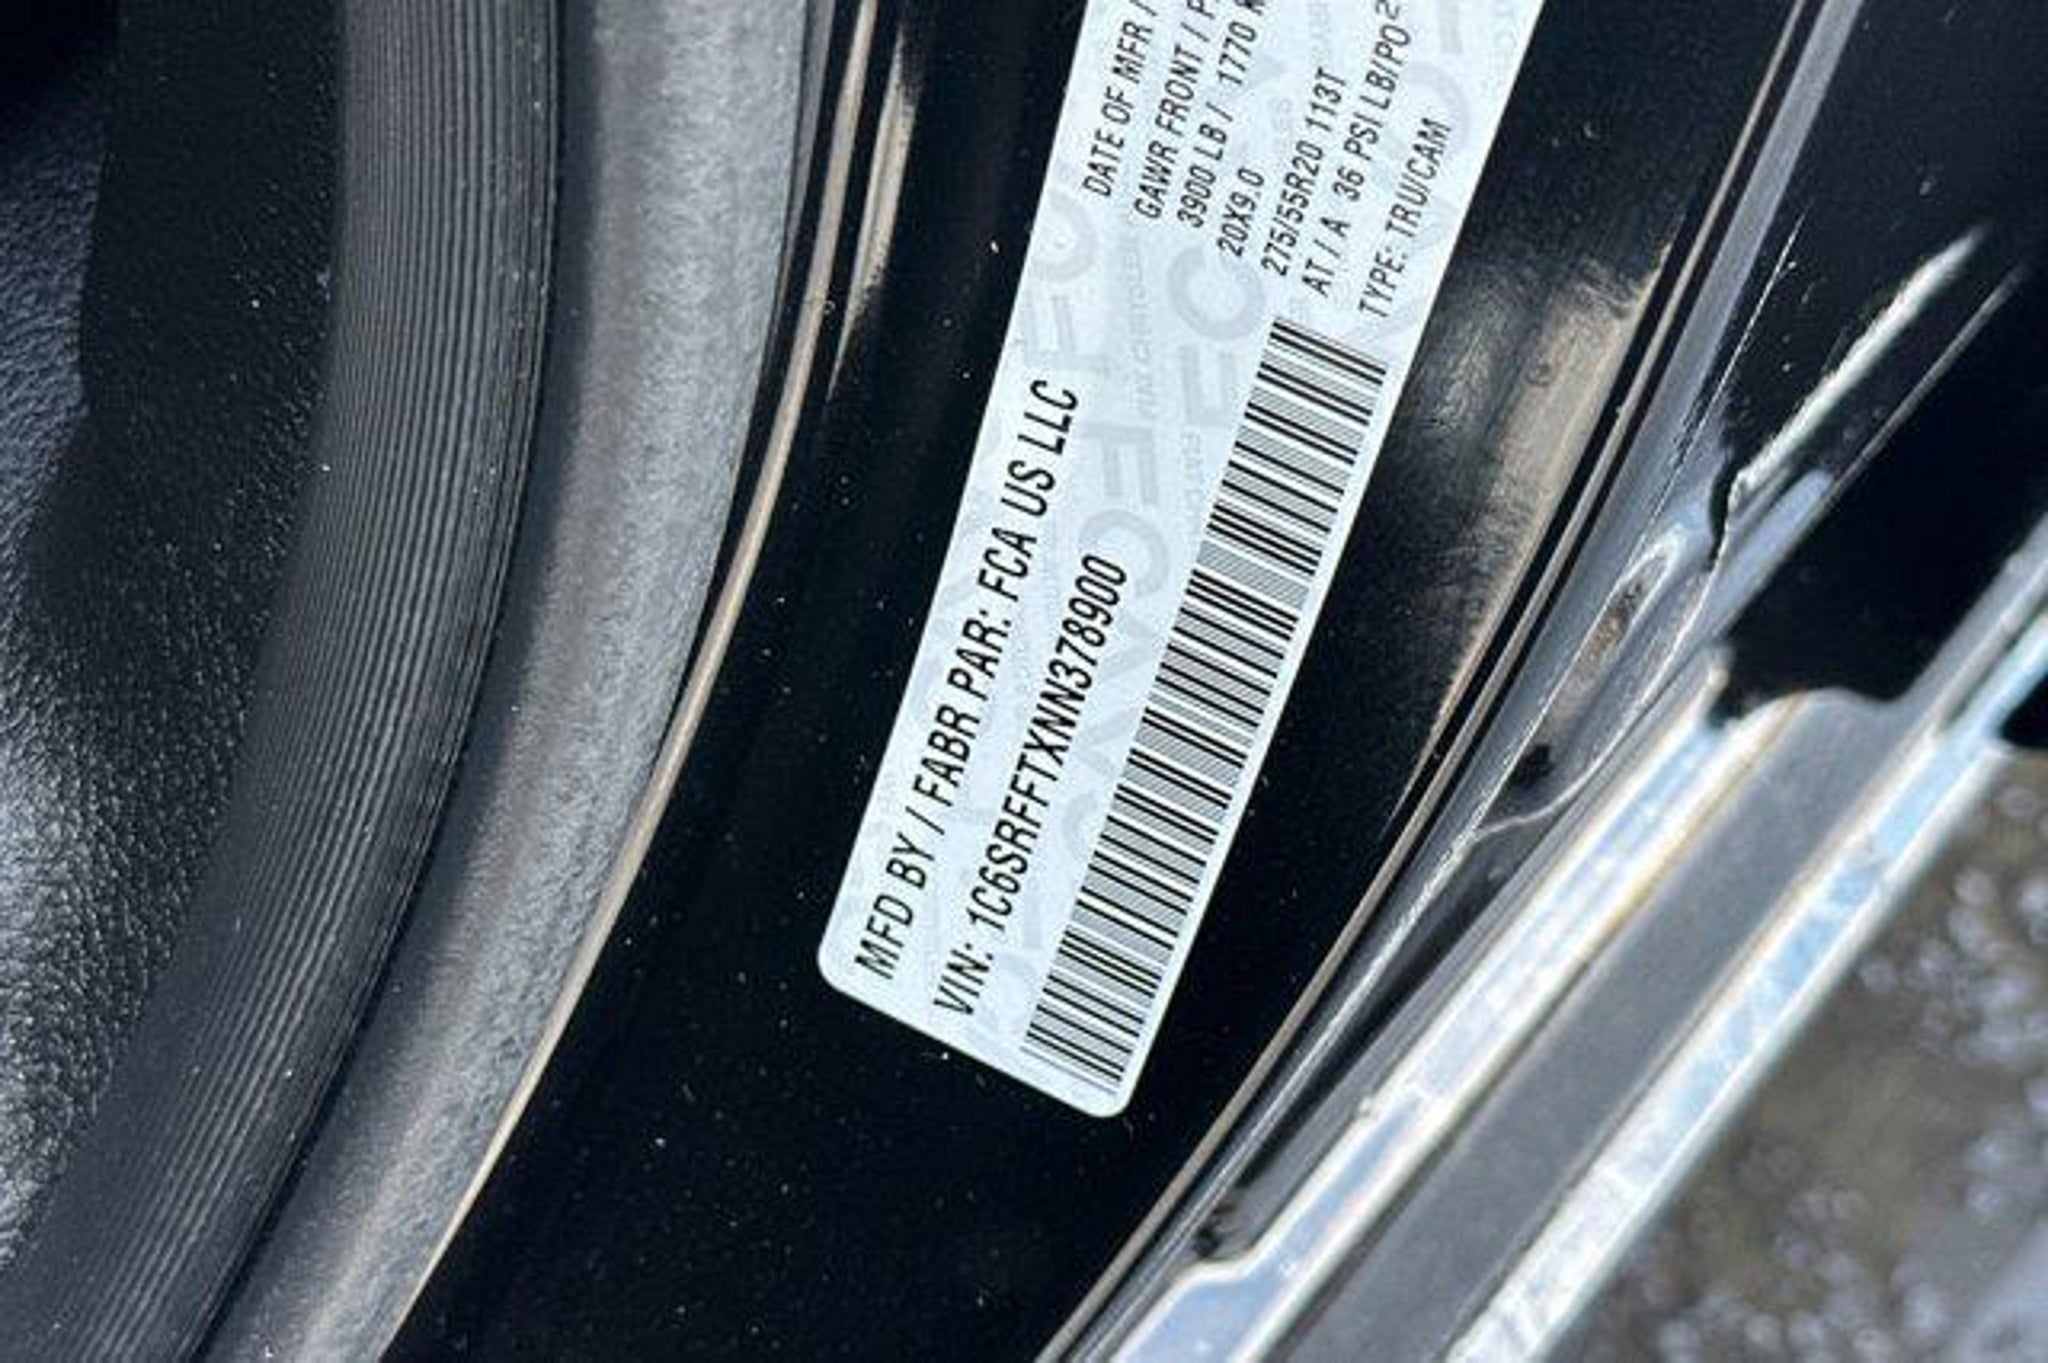 MFD BY / FABR PAR: FCA US LLC
VIN: 1C6SRFFTXNN378900
DATE OF MFR /
GAWR FRONT /
3900 LB / 1770
20X9.0
275/55R20 113T
AT / A 36 PSI LB/PO²
TYPE: TRU/CAM